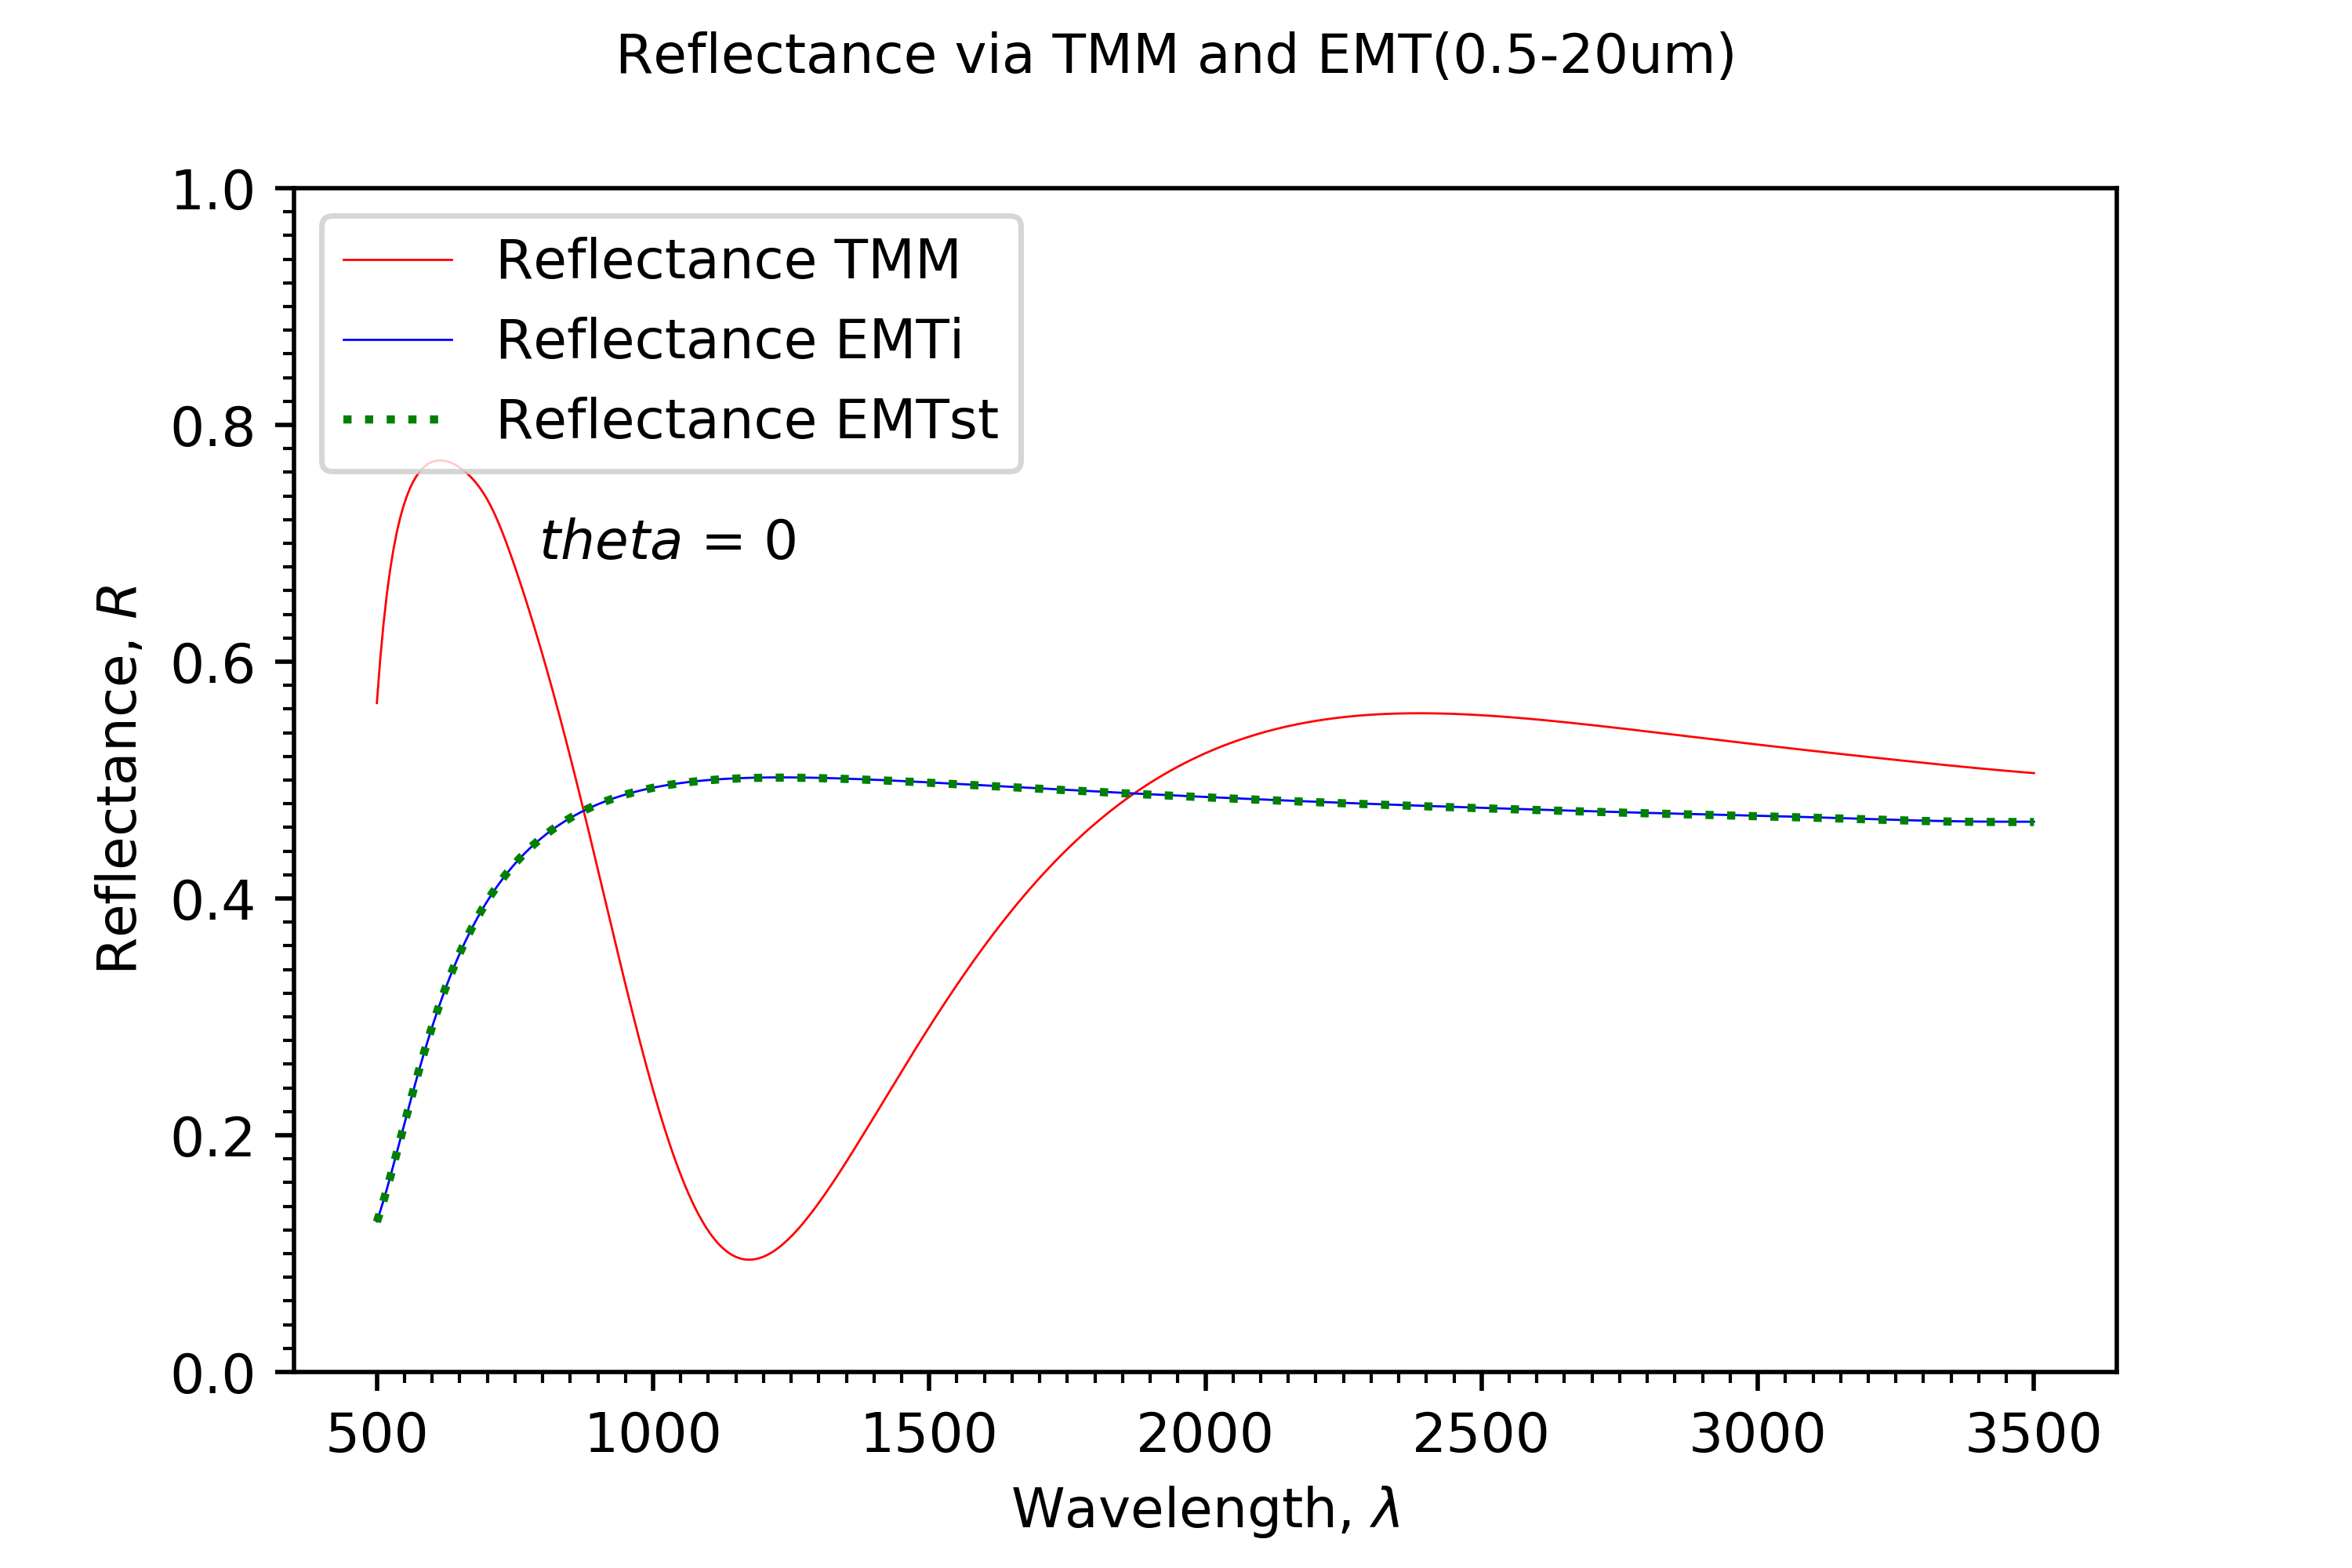 Reflectance via TMM and EMT(0.5-20um)
1.0
0.8
0.6
0.4
0.2
0.0
Reflectance, R
Reflectance TMM
Reflectance EMTi
Reflectance EMTst
theta = 0
500 1000 1500 2000 2500 3000 3500
Wavelength, λ